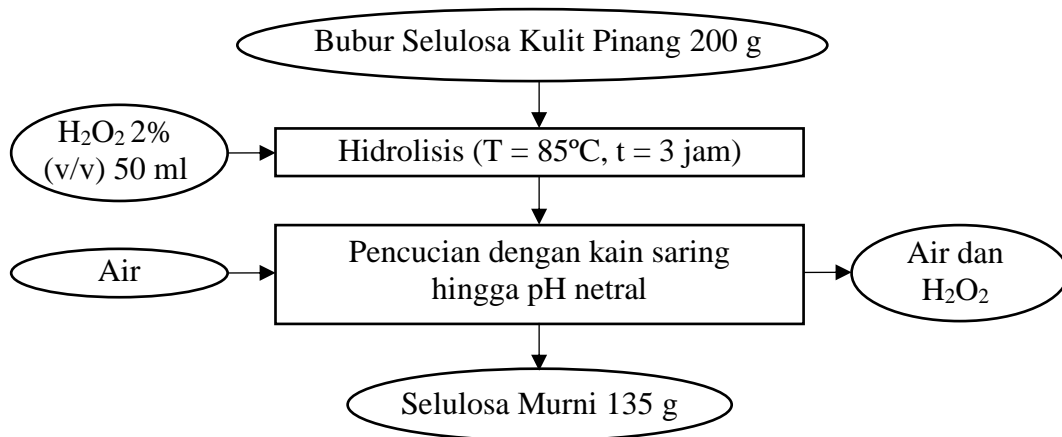 Bubur Selulosa Kulit Pinang 200 g
H₂O₂ 2%
(v/v) 50 ml
Hidrolisis (T = 85ºC, t = 3 jam)
Air
Pencucian dengan kain saring
hingga pH netral
Air dan
H₂O₂
Selulosa Murni 135 g